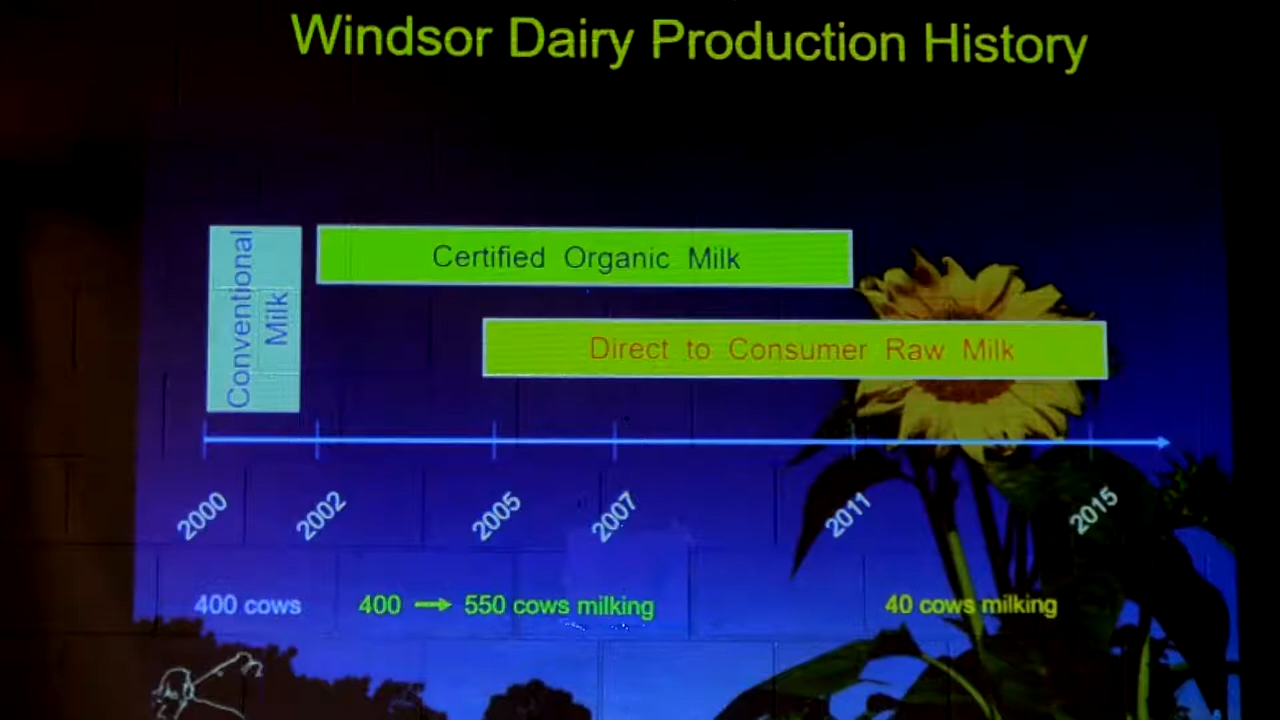 Windsor Dairy Production History
Conventional
Milk
Certified Organic Milk
Direct to Consumer Raw Milk
2000
2002
2005
2007
2011
2015
400 cows
400 → 550 cows milking
40 cows milking